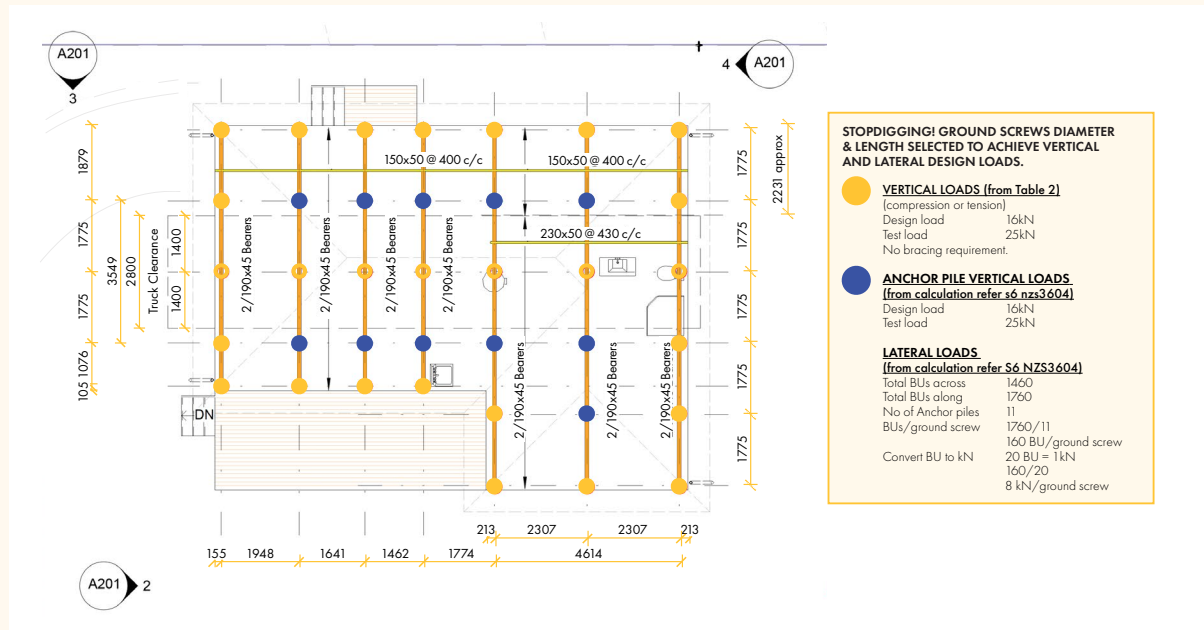 A201
3
4
A201
1879
1775
1775
1076
105
3549
2800
1400
1400
Truck Clearance
150x50 @ 400 c/c
150x50 @ 400 c/c
230x50 @ 430 c/c
2/190x45 Bearers
2/190x45 Bearers
2/190x45 Bearers
2/190x45 Bearers
2/190x45 Bearers
2/190x45 Bearers
2/190x45 Bearers
DN
1775
1775
1775
1775
1775
2231 approx
213
2307
2307
213
155
1948
1641
1462
1774
4614
A201
2
STOPDIGGING! GROUND SCREWS DIAMETER
& LENGTH SELECTED TO ACHIEVE VERTICAL
AND LATERAL DESIGN LOADS.
VERTICAL LOADS (from Table 2)
(compression or tension)
Design load 16kN
Test load 25kN
No bracing requirement.
ANCHOR PILE VERTICAL LOADS
(from calculation refer s6 nzs3604)
Design load 16kN
Test load 25kN
LATERAL LOADS
(from calculation refer S6 NZS3604)
Total BUs across 1460
Total BUs along 1760
No of Anchor piles 11
BUs/ground screw 1760/11
160 BU/ground screw
Convert BU to kN 20 BU = 1kN
160/20
8 kN/ground screw